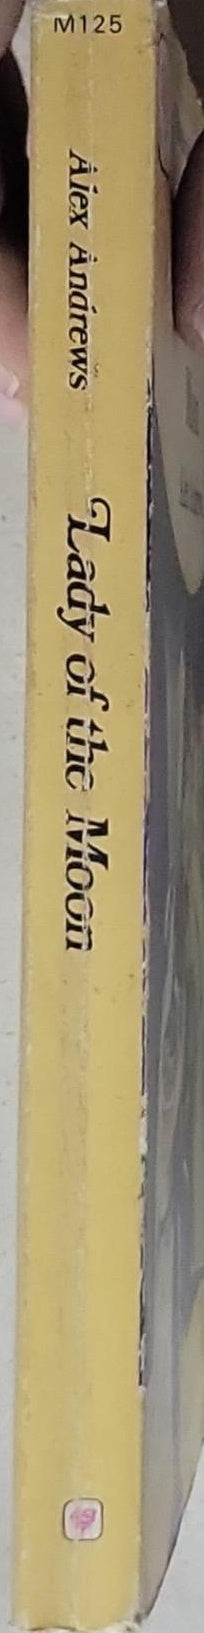 M125
Alex Andrews
Lady of the Moon